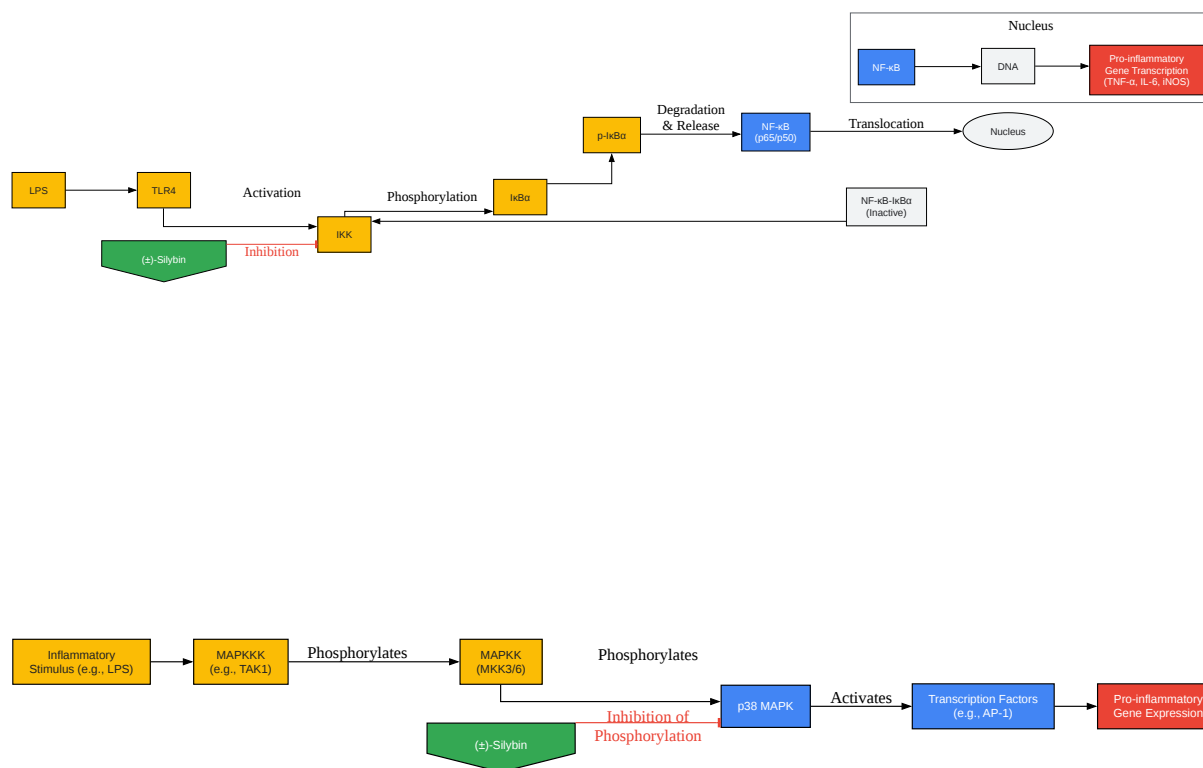 Nucleus
NF-κB
DNA
Pro-inflammatory
Gene Transcription
(TNF-α, IL-6, iNOS)
Degradation
& Release
p-IκBα
NF-κB
(p65/p50)
Translocation
Nucleus
LPS
TLR4
Activation
Phosphorylation
IκBα
NF-κB-IκBα
(Inactive)
IKK
(±)-Silybin
Inhibition
Inflammatory
Stimulus (e.g., LPS)
MAPKKK
(e.g., TAK1)
Phosphorylates
MAPKK
(MKK3/6)
Phosphorylates
p38 MAPK
Activates
Transcription Factors
(e.g., AP-1)
Pro-inflammatory
Gene Expression
(±)-Silybin
Inhibition of
Phosphorylation